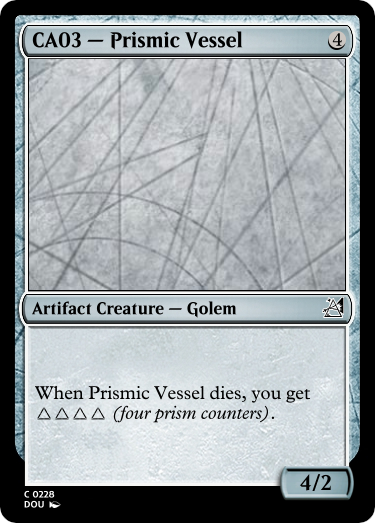 CA03 — Prismic Vessel 4
Artifact Creature — Golem
When Prismic Vessel dies, you get
△△△△ (four prism counters).
4/2
C 0228
DOU